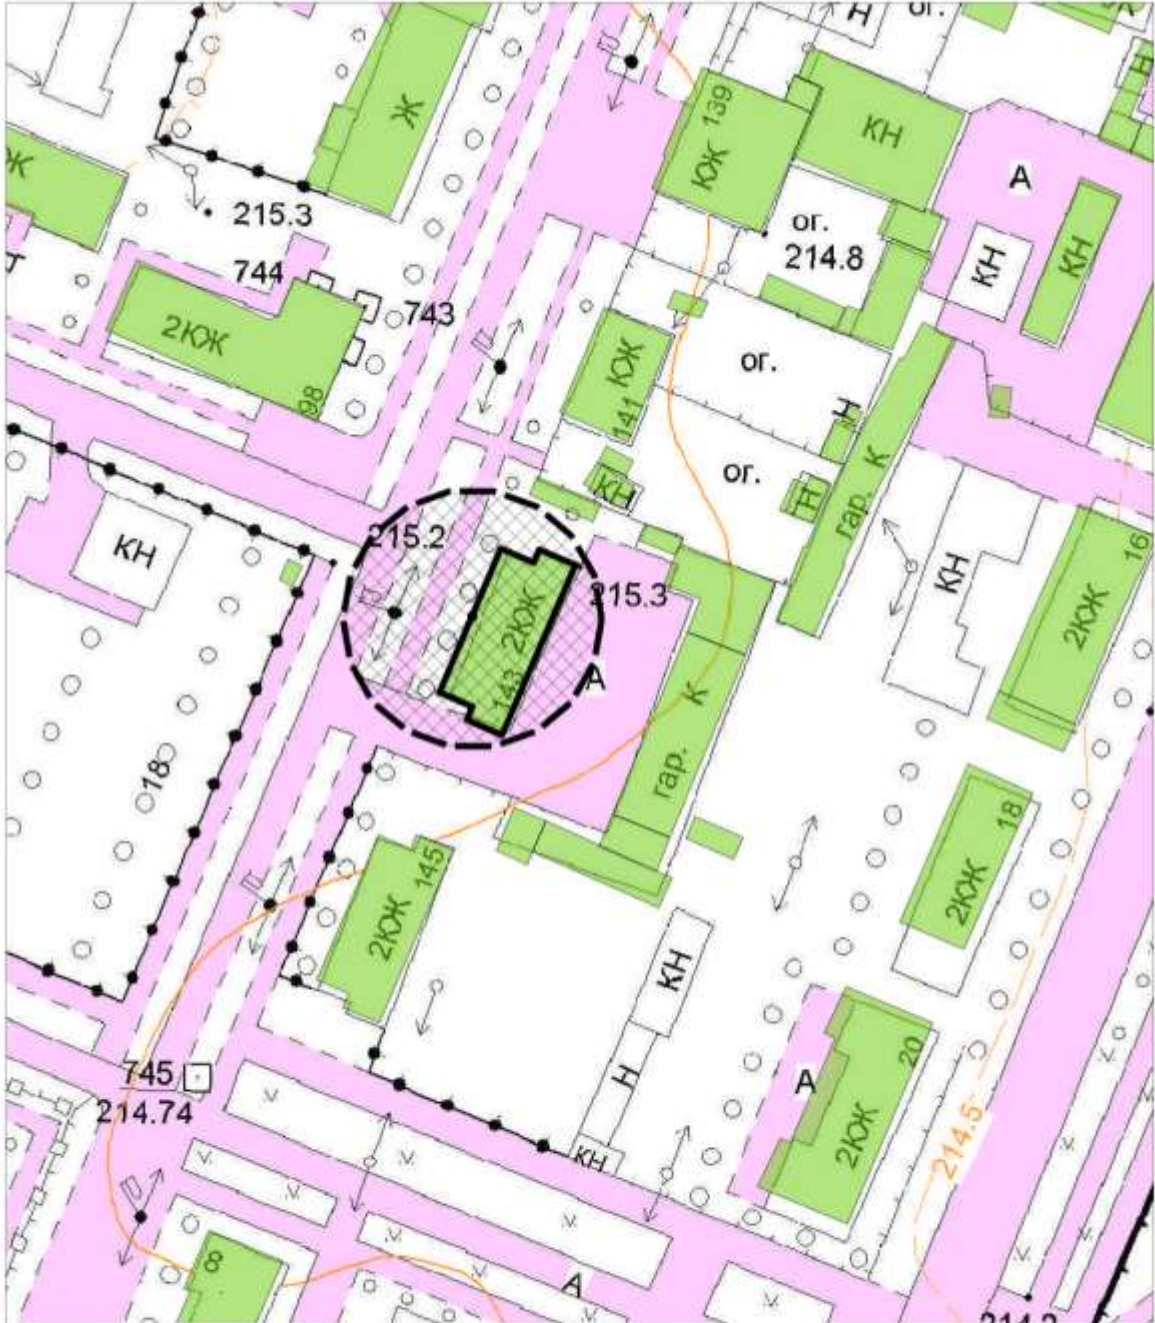 Н
ог.
Ж
КЖ 139
КН
Н
Ж
А
215.3
ог.
214.8
КН
КН
744
743
2КЖ
98
КЖ
141
ог.
Н
ог.
КН
Н
гар. К
215.2
КН
16
2КЖ
КН
2КЖ
143
215.3
А
К
гар.
18
18
2КЖ
2КЖ 145
КН
20
А
2КЖ
Н
745
214.74
КН
214.5
8
А
214.2